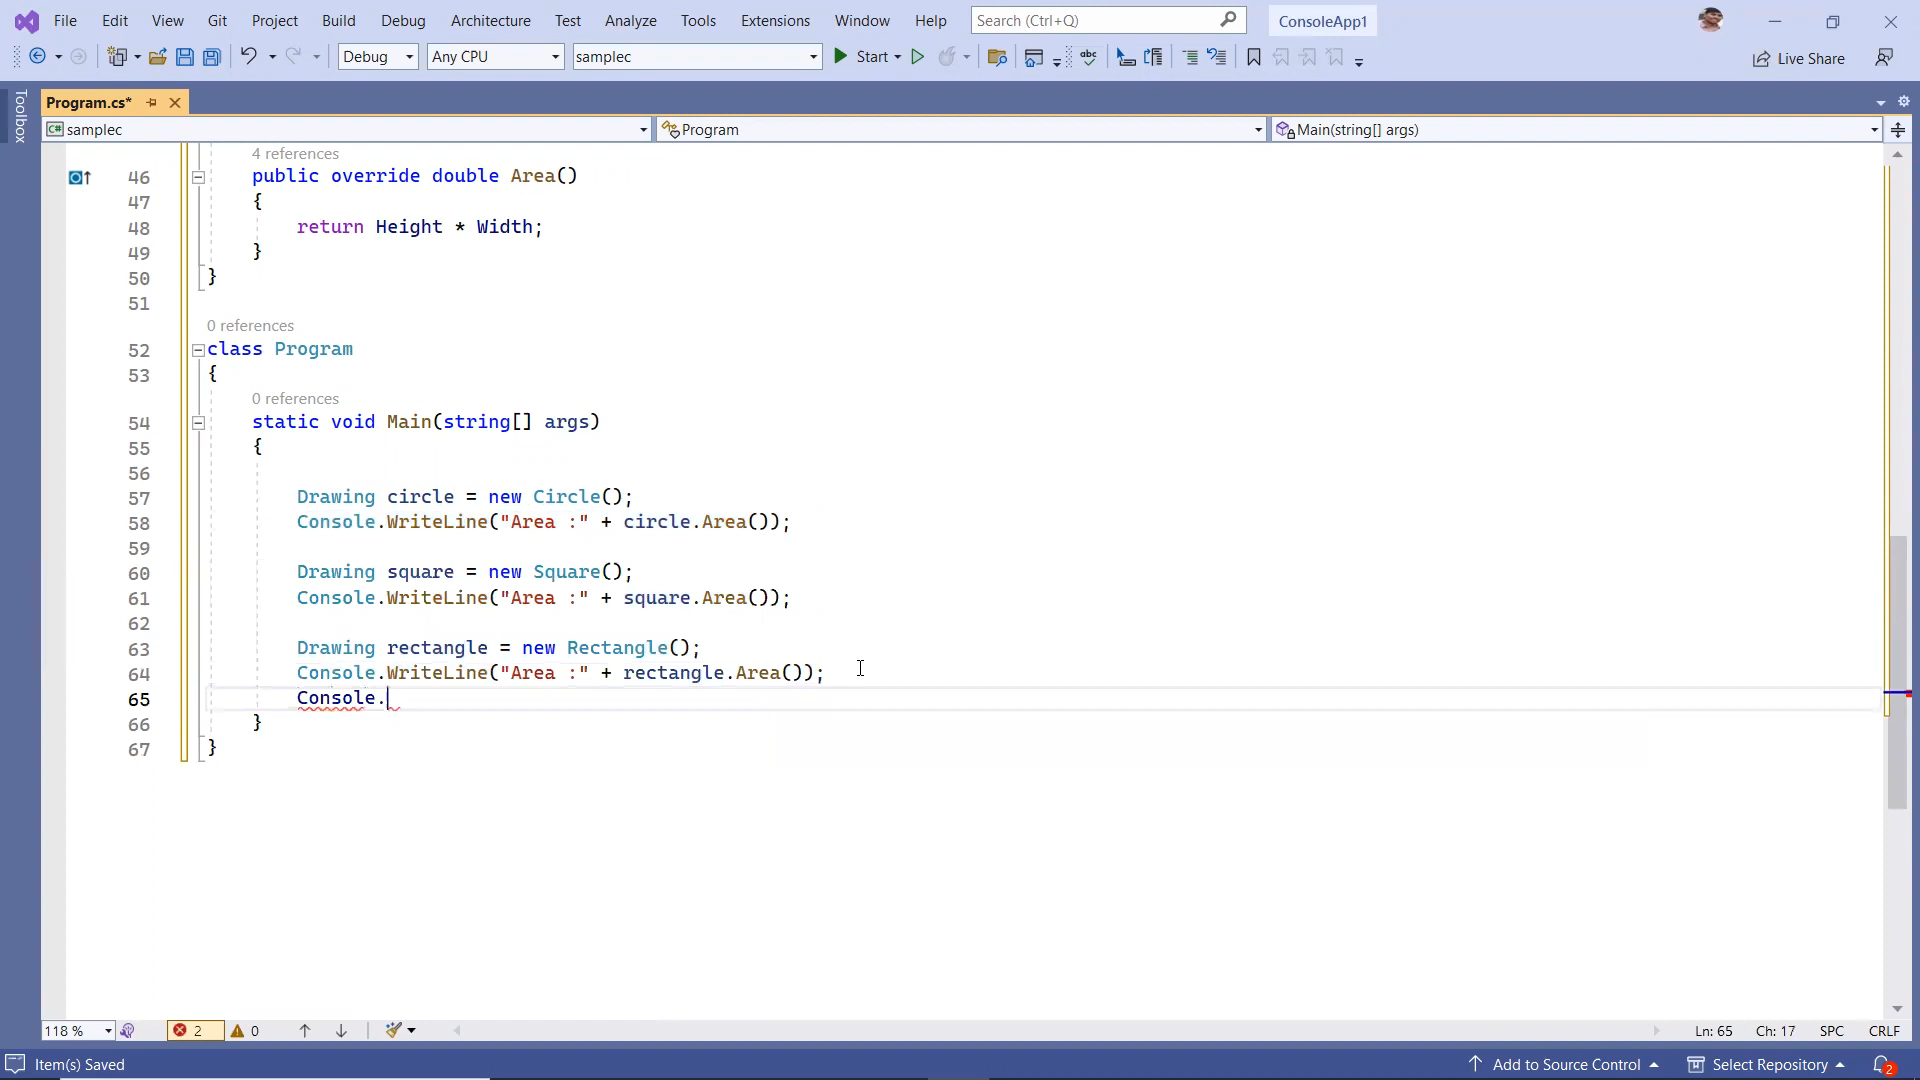 File Edit View Git Project Build Debug Architecture Test Analyze Tools Extensions Window Help Search (Ctrl+Q) ConsoleApp1
Debug Any CPU samplec Start Live Share
Toolbox
Program.cs*
C# samplec Program Main(string[] args)
4 references
46 public override double Area()
47 {
48 return Height * Width;
49 }
50 }
51
0 references
52 class Program
53 {
0 references
54 static void Main(string[] args)
55 {
56
57 Drawing circle = new Circle();
58 Console.WriteLine("Area :" + circle.Area());
59
60 Drawing square = new Square();
61 Console.WriteLine("Area :" + square.Area());
62
63 Drawing rectangle = new Rectangle();
64 Console.WriteLine("Area :" + rectangle.Area());
65 Console.
66 }
67 }
118 % 2 0 Ln: 65 Ch: 17 SPC CRLF
Item(s) Saved Add to Source Control Select Repository 2